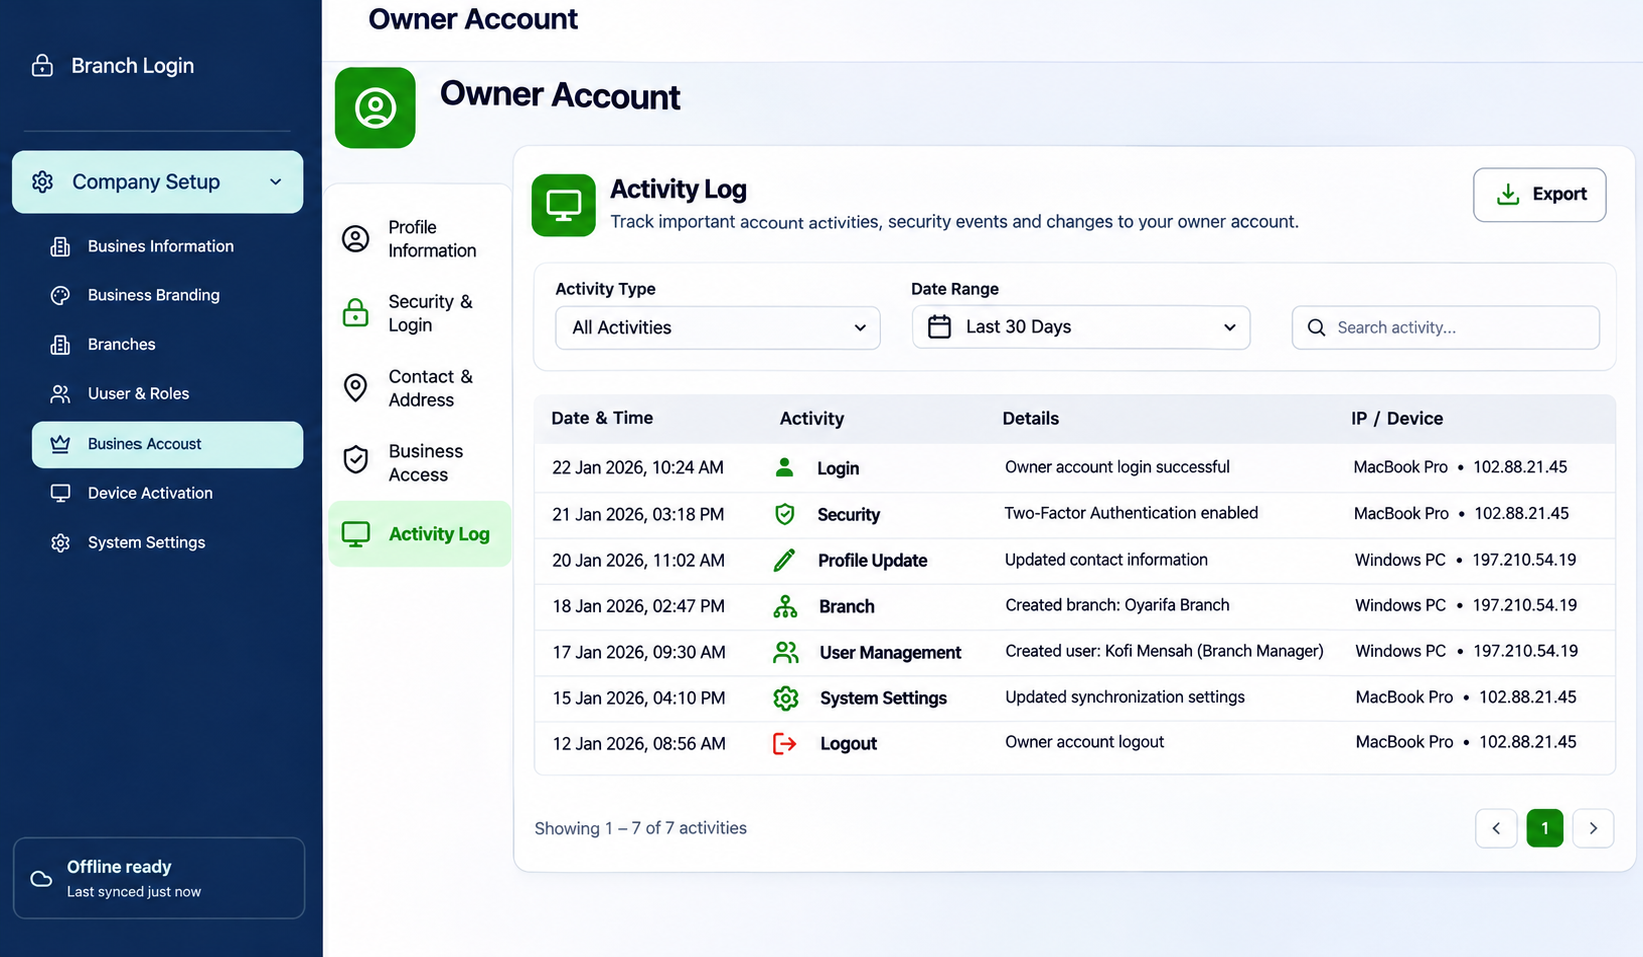 Branch Login
Company Setup
Busines Information
Business Branding
Branches
Uuser & Roles
Busines Accoust
Device Activation
System Settings
Offline ready
Last synced just now
Owner Account
Owner Account
Profile
Information
Security &
Login
Contact &
Address
Business
Access
Activity Log
Activity Log
Track important account activities, security events and changes to your owner account.
Export
Activity Type
All Activities
Date Range
Last 30 Days
Search activity...
Date & Time Activity Details IP / Device
22 Jan 2026, 10:24 AM Login Owner account login successful MacBook Pro • 102.88.21.45
21 Jan 2026, 03:18 PM Security Two-Factor Authentication enabled MacBook Pro • 102.88.21.45
20 Jan 2026, 11:02 AM Profile Update Updated contact information Windows PC • 197.210.54.19
18 Jan 2026, 02:47 PM Branch Created branch: Oyarifa Branch Windows PC • 197.210.54.19
17 Jan 2026, 09:30 AM User Management Created user: Kofi Mensah (Branch Manager) Windows PC • 197.210.54.19
15 Jan 2026, 04:10 PM System Settings Updated synchronization settings MacBook Pro • 102.88.21.45
12 Jan 2026, 08:56 AM Logout Owner account logout MacBook Pro • 102.88.21.45
Showing 1 – 7 of 7 activities
1